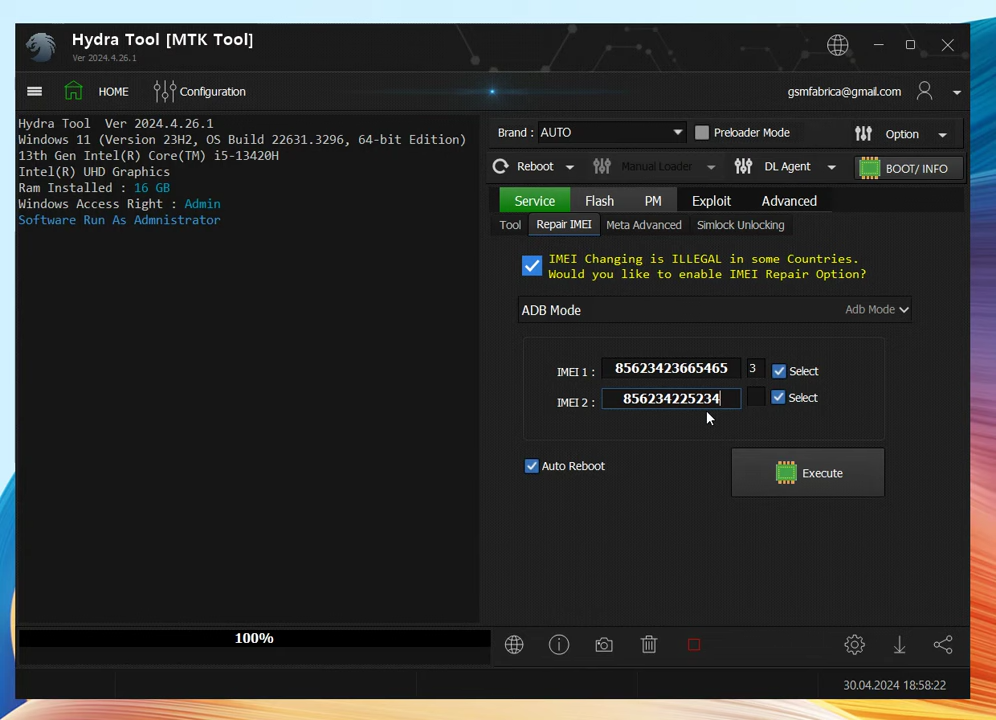 Hydra Tool [MTK Tool]
Ver 2024.4.26.1
HOME
Configuration
gsmfabrica@gmail.com
Hydra Tool Ver 2024.4.26.1
Windows 11 (Version 23H2, OS Build 22631.3296, 64-bit Edition)
13th Gen Intel(R) Core(TM) i5-13420H
Intel(R) UHD Graphics
Ram Installed : 16 GB
Windows Access Right : Admin
Software Run As Admnistrator
Brand : AUTO
Preloader Mode
Option
Reboot
Manual Loader
DL Agent
BOOT/ INFO
Service
Flash
PM
Exploit
Advanced
Tool
Repair IMEI
Meta Advanced
Simlock Unlocking
IMEI Changing is ILLEGAL in some Countries.
Would you like to enable IMEI Repair Option?
ADB Mode
Adb Mode
IMEI 1 : 85623423665465 3 Select
IMEI 2 : 856234225234 Select
Auto Reboot
Execute
100%
30.04.2024 18:58:22